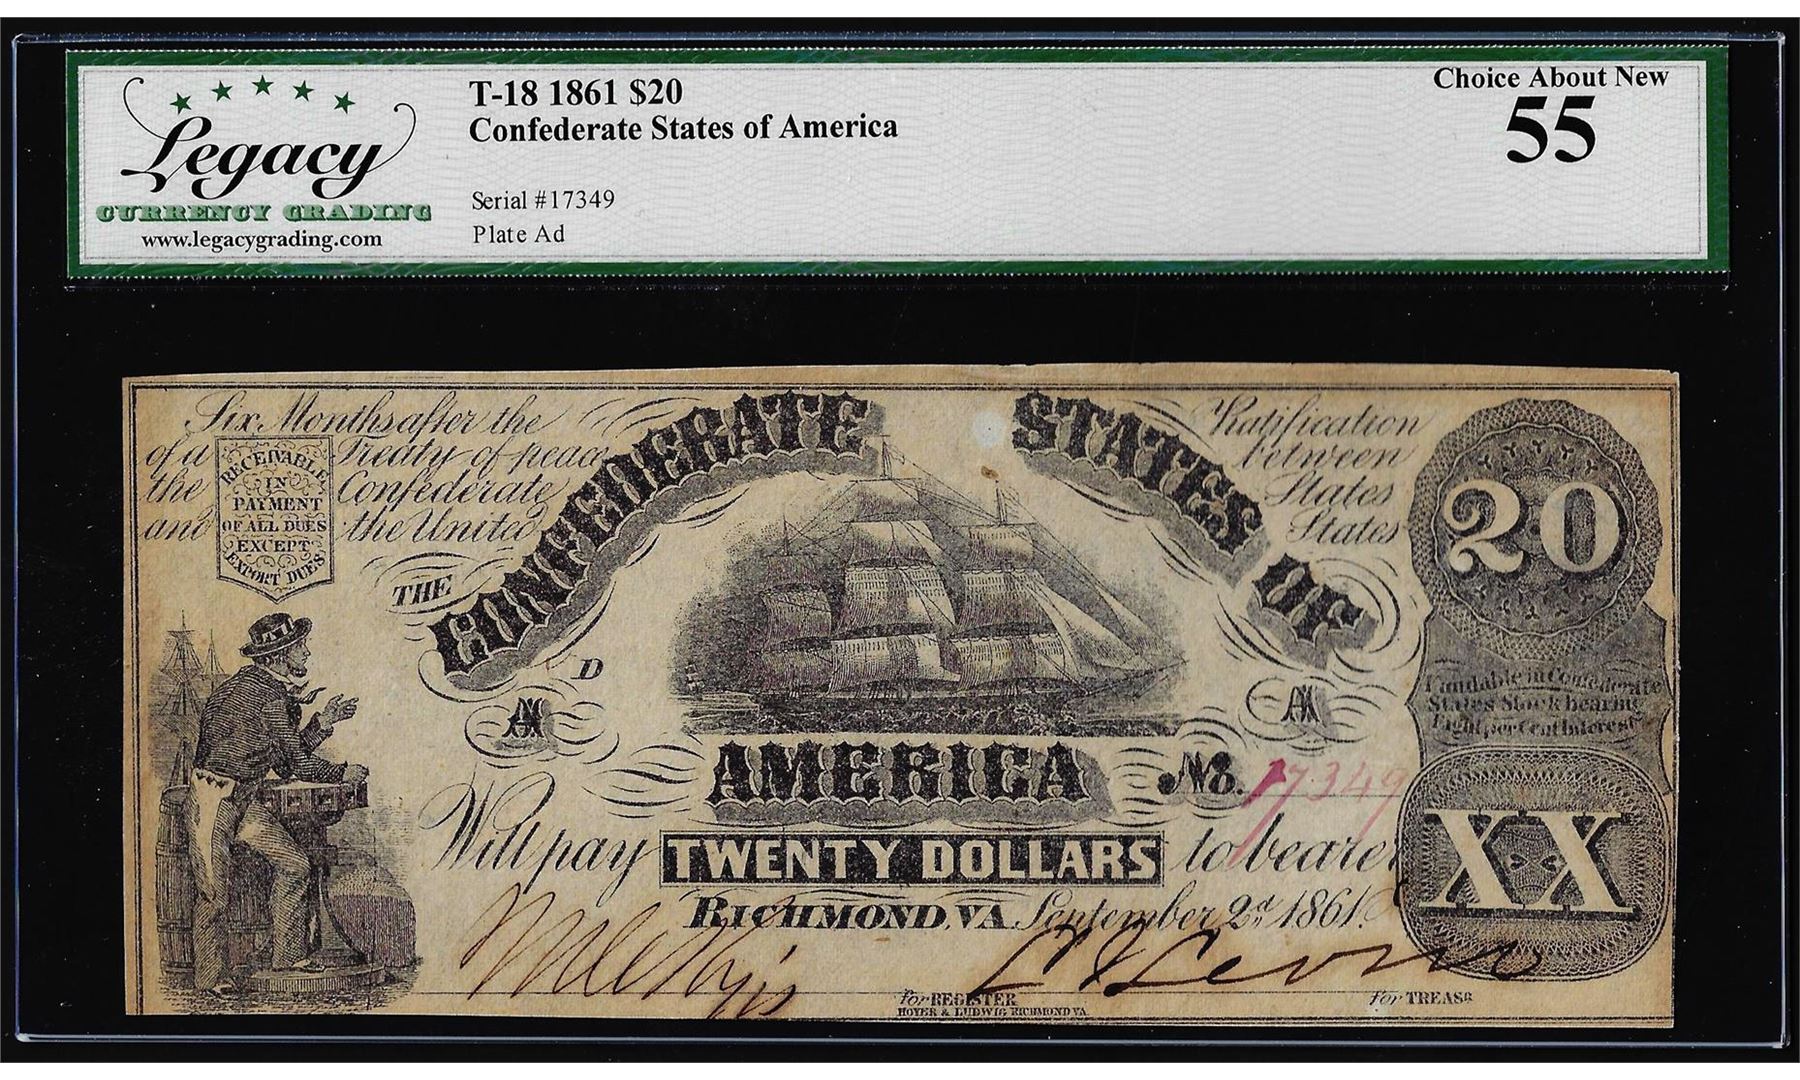 Legacy
CURRENCY GRADING
www.legacygrading.com
T-18 1861 $20
Confederate States of America
Serial #17349
Plate Ad
Choice About New
55
Six Months after the Ratification
of a Treaty of peace between
the Confederate States
and the United States
RECEIVABLE
IN
PAYMENT
OF ALL DUES
EXCEPT
EXPORT DUES
THE
CONFEDERATE STATES OF
AMERICA
20
D
A A
No. 17349
Fundable in Confederate
States Stock bearing
Eight per Cent Interest
XX
Will pay TWENTY DOLLARS to bearer
RICHMOND, VA September 2d 1861
For REGISTER
For TREASR
HOYER & LUDWIG RICHMOND VA